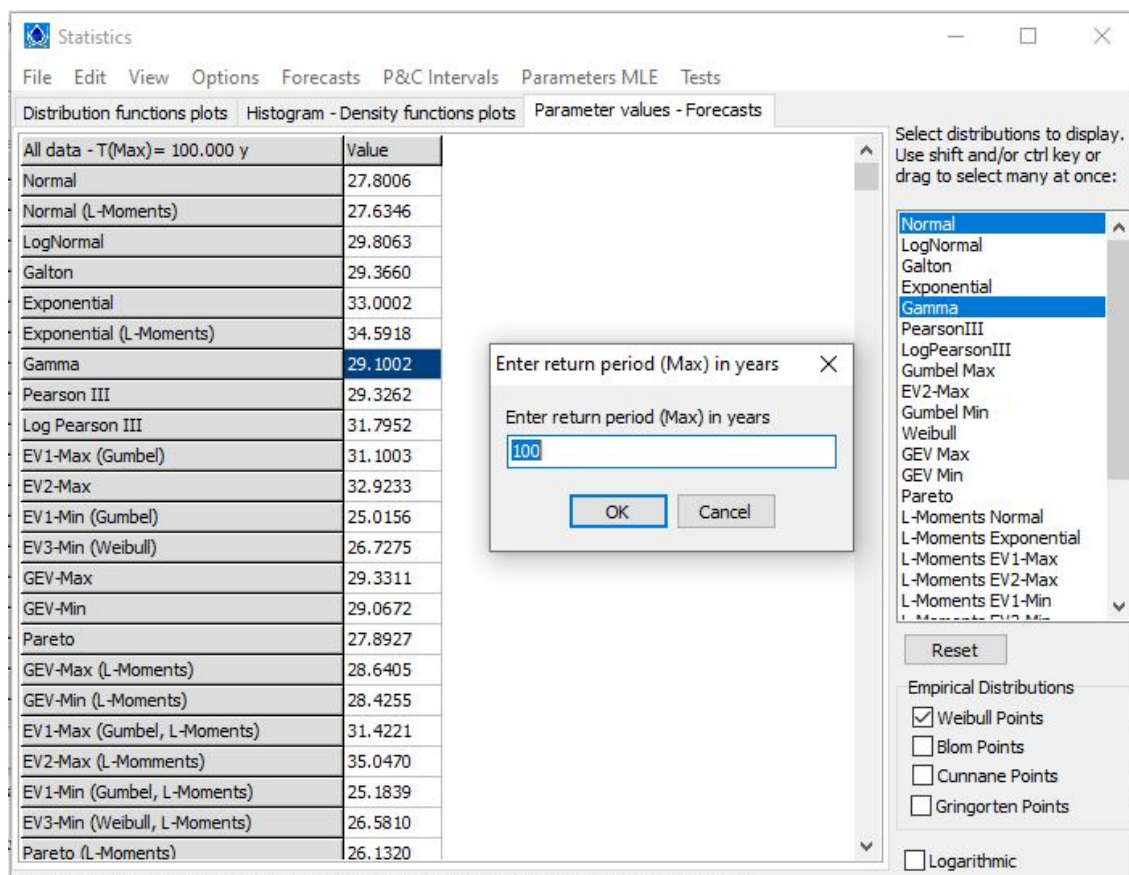 Statistics
File Edit View Options Forecasts P&C Intervals Parameters MLE Tests
Distribution functions plots Histogram - Density functions plots Parameter values - Forecasts
All data - T(Max)= 100.000 y Value
Normal 27.8006
Normal (L-Moments) 27.6346
LogNormal 29.8063
Galton 29.3660
Exponential 33.0002
Exponential (L-Moments) 34.5918
Gamma 29.1002
Pearson III 29.3262
Log Pearson III 31.7952
EV1-Max (Gumbel) 31.1003
EV2-Max 32.9233
EV1-Min (Gumbel) 25.0156
EV3-Min (Weibull) 26.7275
GEV-Max 29.3311
GEV-Min 29.0672
Pareto 27.8927
GEV-Max (L-Moments) 28.6405
GEV-Min (L-Moments) 28.4255
EV1-Max (Gumbel, L-Moments) 31.4221
EV2-Max (L-Momments) 35.0470
EV1-Min (Gumbel, L-Moments) 25.1839
EV3-Min (Weibull, L-Moments) 26.5810
Pareto (L-Moments) 26.1320
Enter return period (Max) in years
Enter return period (Max) in years
100
OK Cancel
Select distributions to display.
Use shift and/or ctrl key or
drag to select many at once:
Normal
LogNormal
Galton
Exponential
Gamma
PearsonIII
LogPearsonIII
Gumbel Max
EV2-Max
Gumbel Min
Weibull
GEV Max
GEV Min
Pareto
L-Moments Normal
L-Moments Exponential
L-Moments EV1-Max
L-Moments EV2-Max
L-Moments EV1-Min
L-Moments EV3-Min
Reset
Empirical Distributions
Weibull Points
Blom Points
Cunnane Points
Gringorten Points
Logarithmic